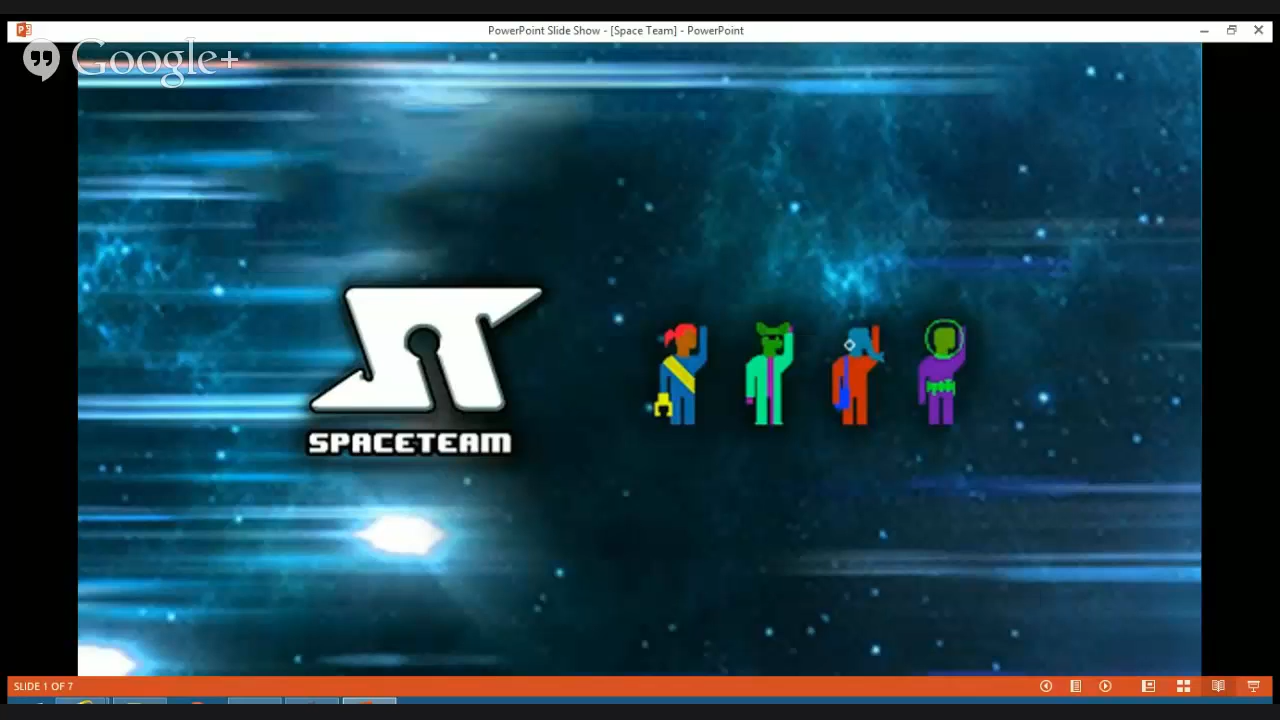 PowerPoint Slide Show - [Space Team] - PowerPoint
Google+
SPACETEAM
SLIDE 1 OF 7